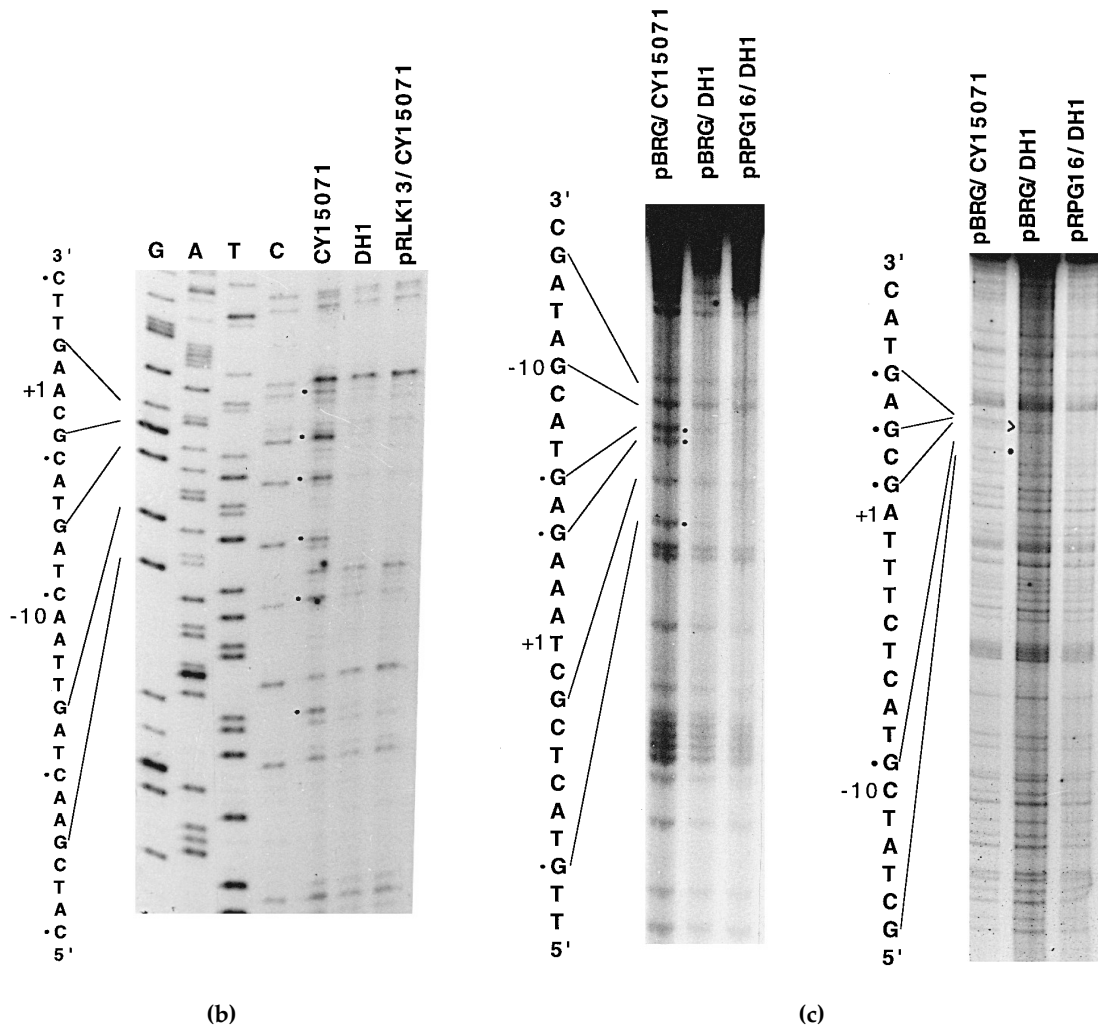 G A T C CY15071 DH1 pRLK13/CY15071
3'
·C
T
T
G
A
+1 A
C
G
·C
A
T
G
A
T
·C
-10 A
A
T
T
G
A
T
·C
A
A
G
C
T
A
·C
5'
(b)
pBRG/CY15071 pBRG/DH1 pRPG16/DH1
3'
C
G
A
T
A
-10 G
C
A
T
·G
A
·G
A
A
A
+1 T
C
G
C
T
C
A
T
·G
T
T
5'
pBRG/CY15071 pBRG/DH1 pRPG16/DH1
3'
C
A
T
·G
A
·G
C
·G
+1 A
T
T
T
C
T
C
A
T
·G
-10 C
T
A
T
C
G
5'
(c)